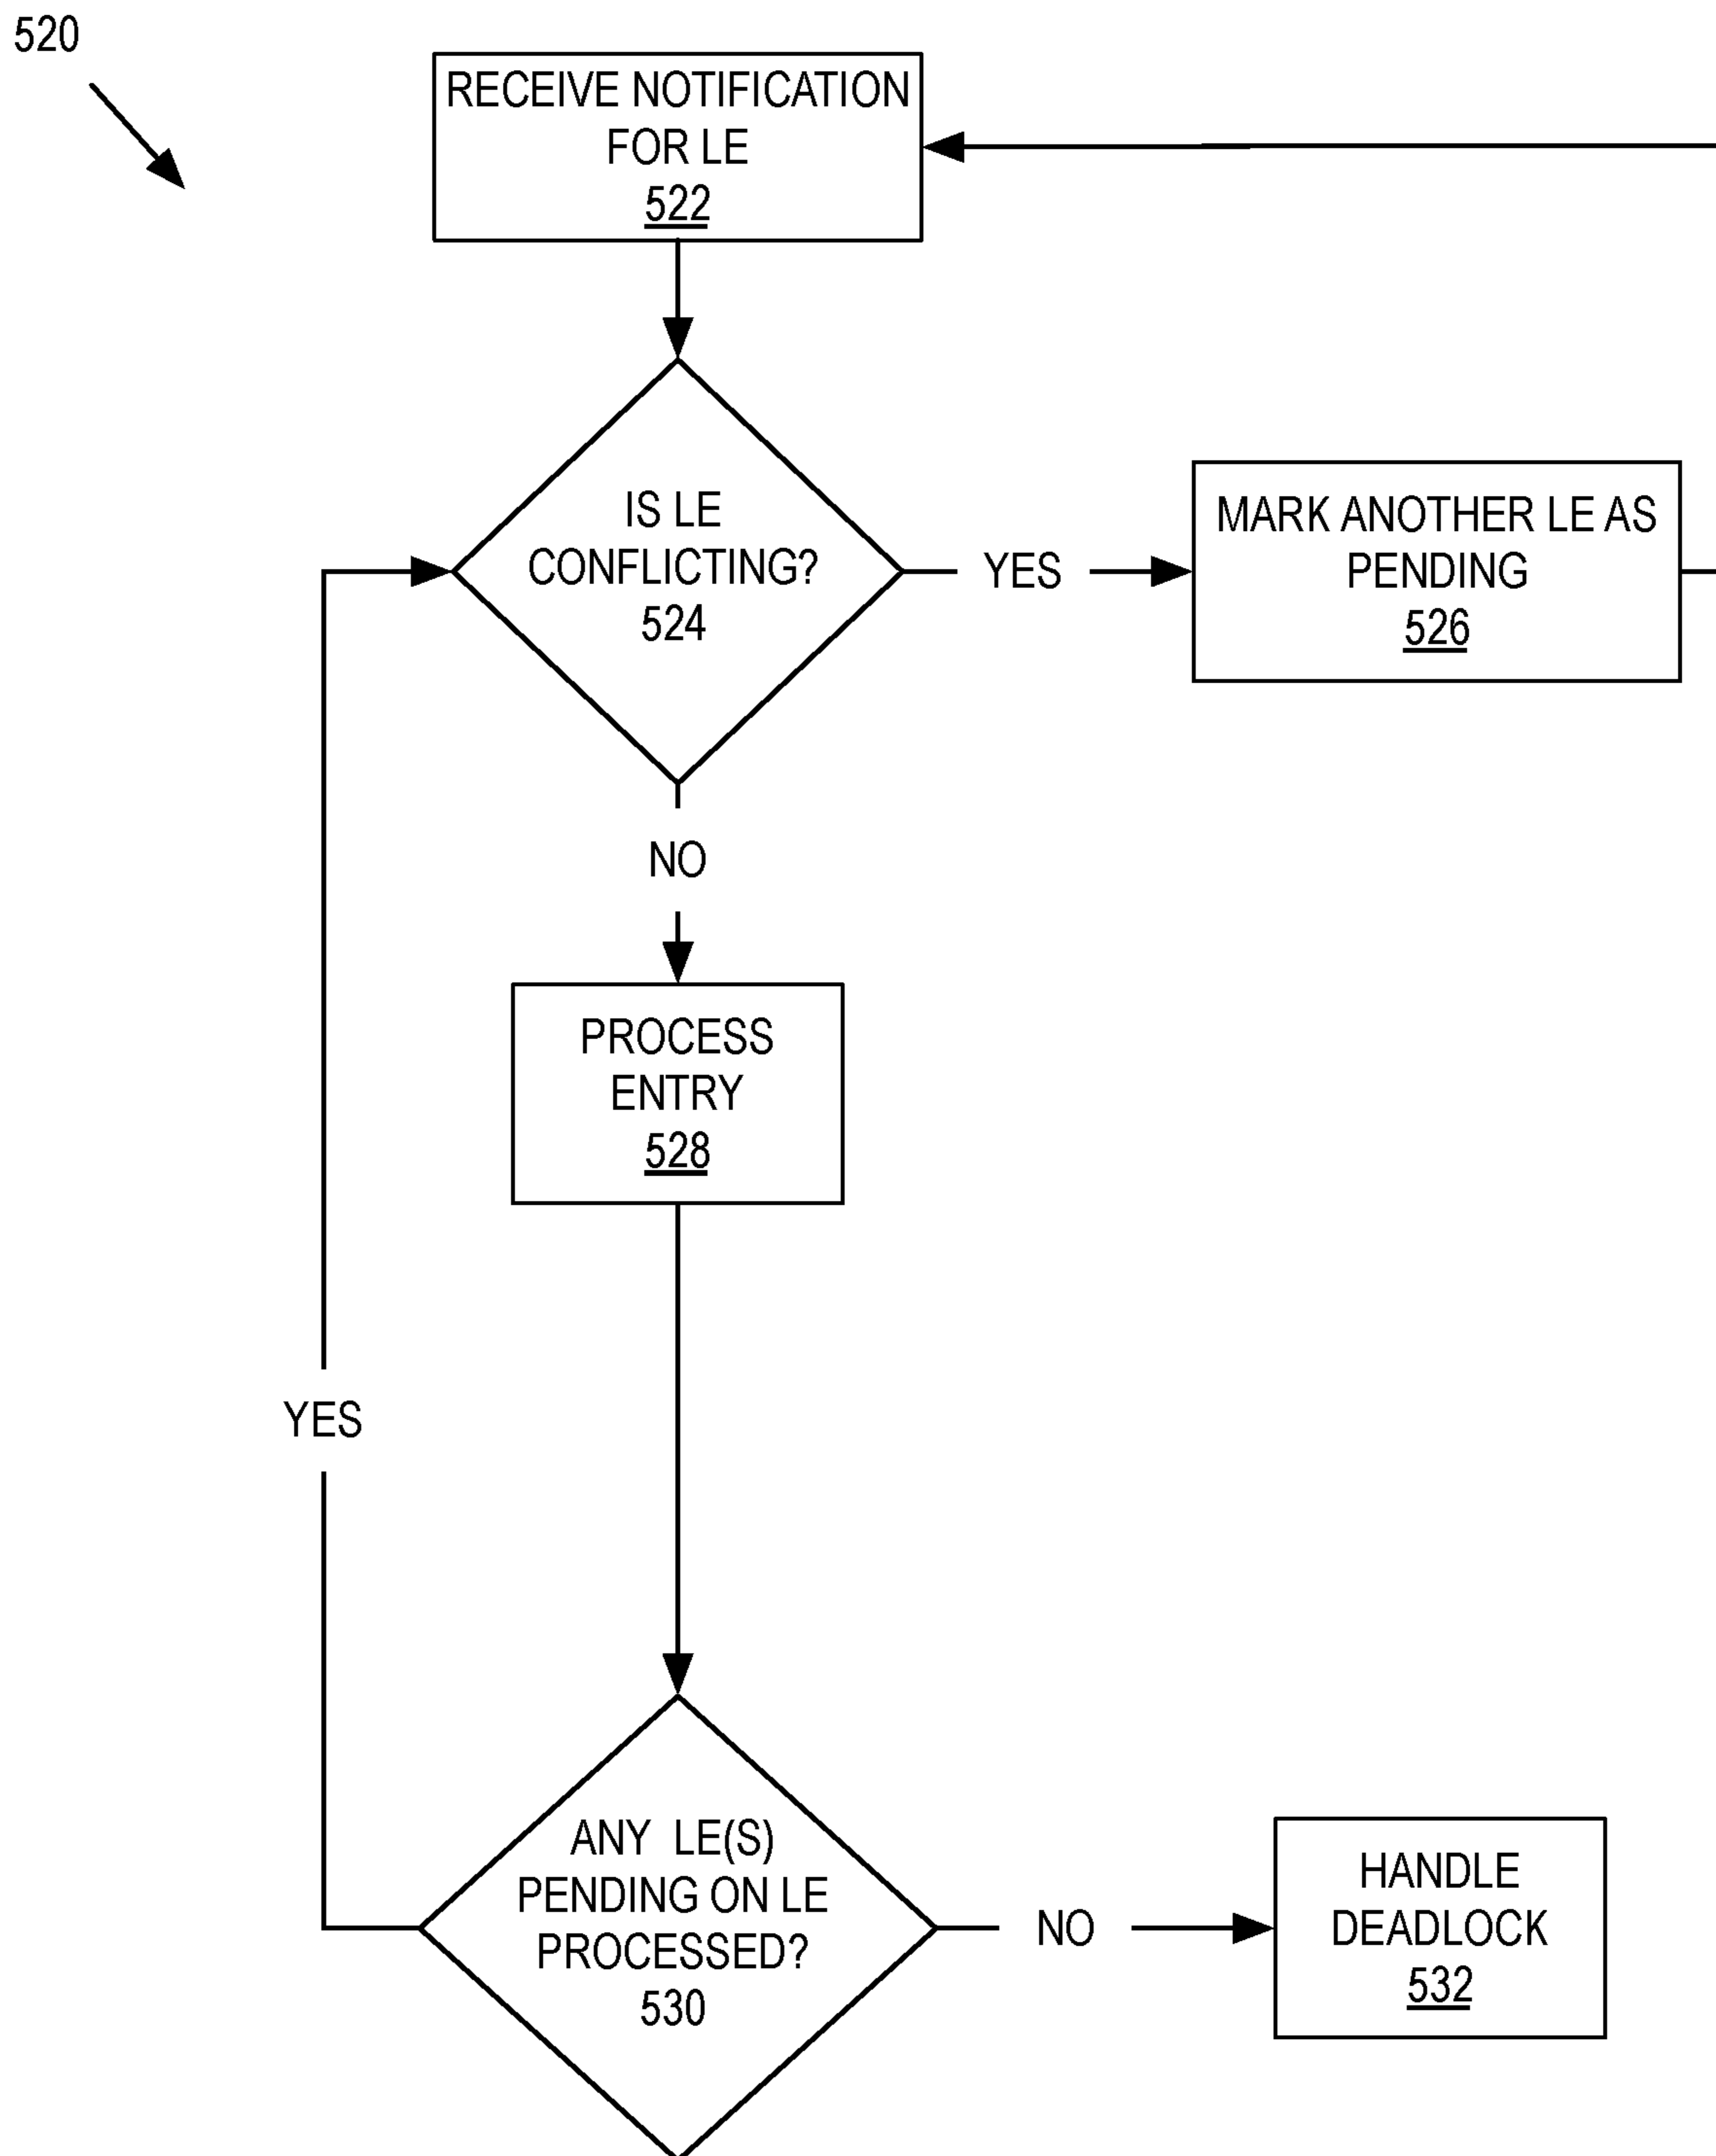 520
RECEIVE NOTIFICATION
FOR LE
522
IS LE
CONFLICTING?
524
YES
MARK ANOTHER LE AS
PENDING
526
NO
PROCESS
ENTRY
528
YES
ANY LE(S)
PENDING ON LE
PROCESSED?
530
NO
HANDLE
DEADLOCK
532